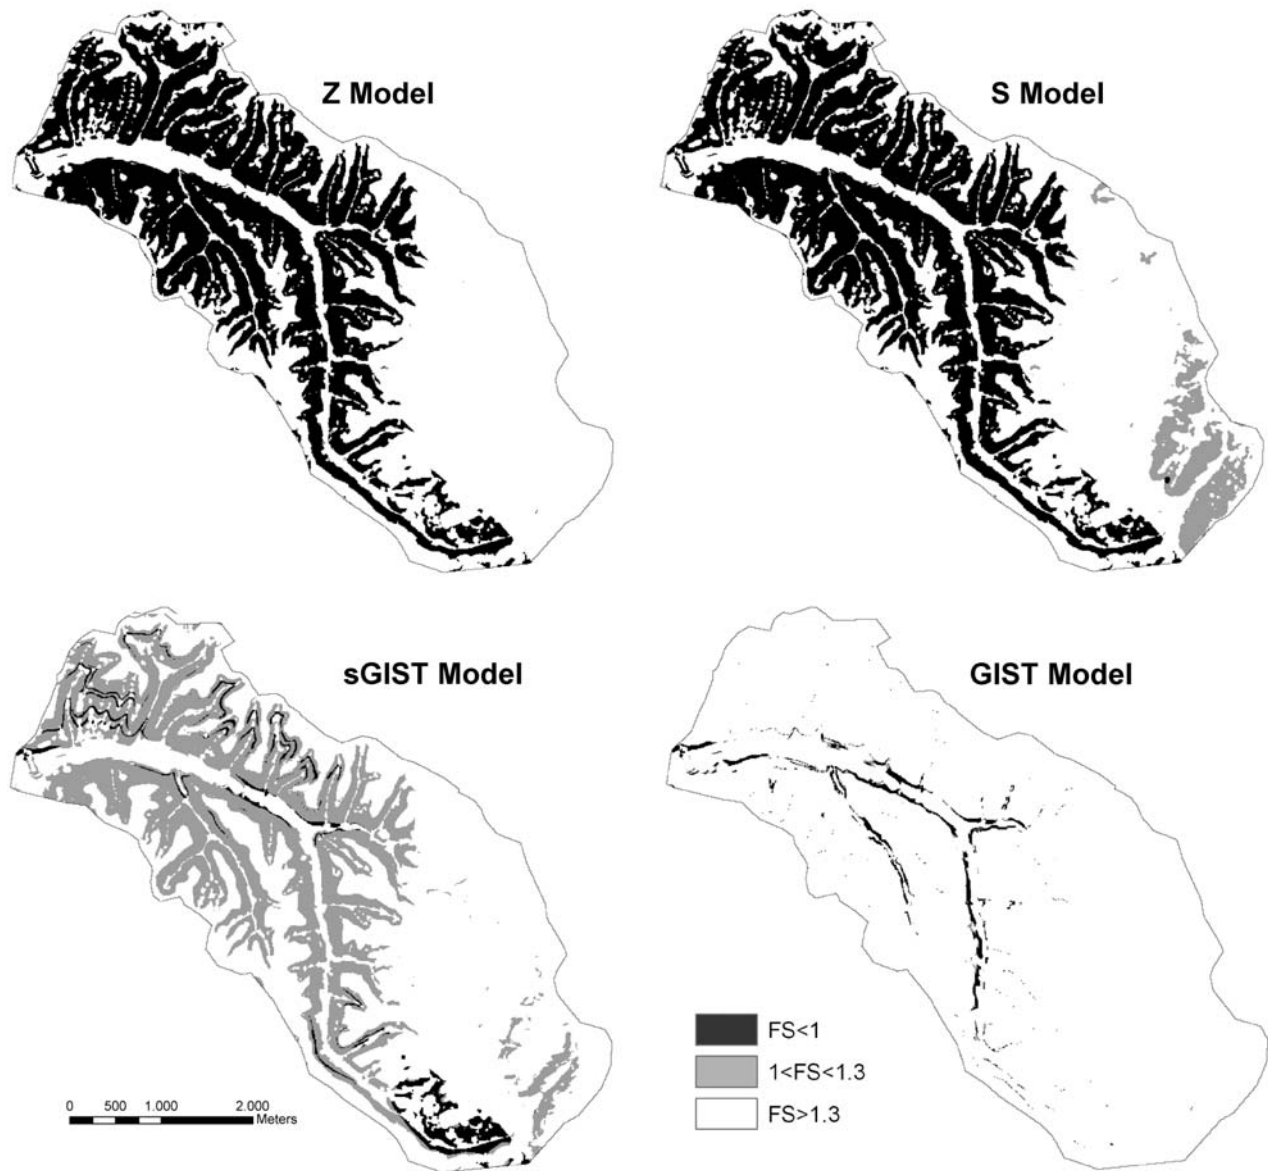 Z Model
S Model
sGIST Model
GIST Model
FS<1
1<FS<1.3
FS>1.3
0 500 1.000 2.000
Meters